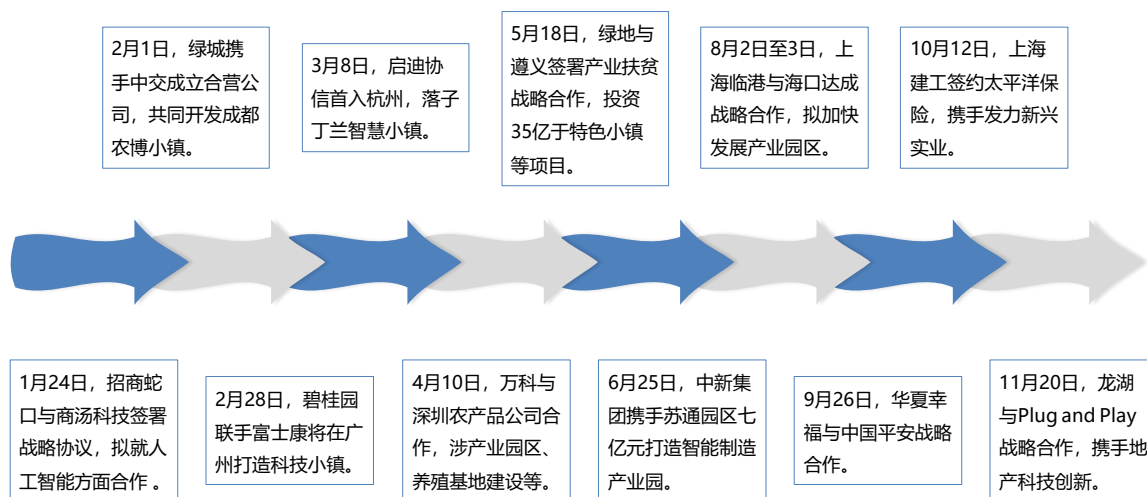 2月1日，绿城携
手中交成立合营公
司，共同开发成都
农博小镇。
3月8日，启迪协
信首入杭州，落子
丁兰智慧小镇。
5月18日，绿地与
遵义签署产业扶贫
战略合作，投资
35亿于特色小镇
等项目。
8月2日至3日，上
海临港与海口达成
战略合作，拟加快
发展产业园区。
10月12日，上海
建工签约太平洋保
险，携手发力新兴
实业。
1月24日，招商蛇
口与商汤科技签署
战略协议，拟就人
工智能方面合作 。
2月28日，碧桂园
联手富士康将在广
州打造科技小镇。
4月10日，万科与
深圳农产品公司合
作，涉产业园区、
养殖基地建设等。
6月25日，中新集
团携手苏通园区七
亿元打造智能制造
产业园。
9月26日，华夏幸
福与中国平安战略
合作。
11月20日，龙湖
与Plug and Play
战略合作，携手地
产科技创新。